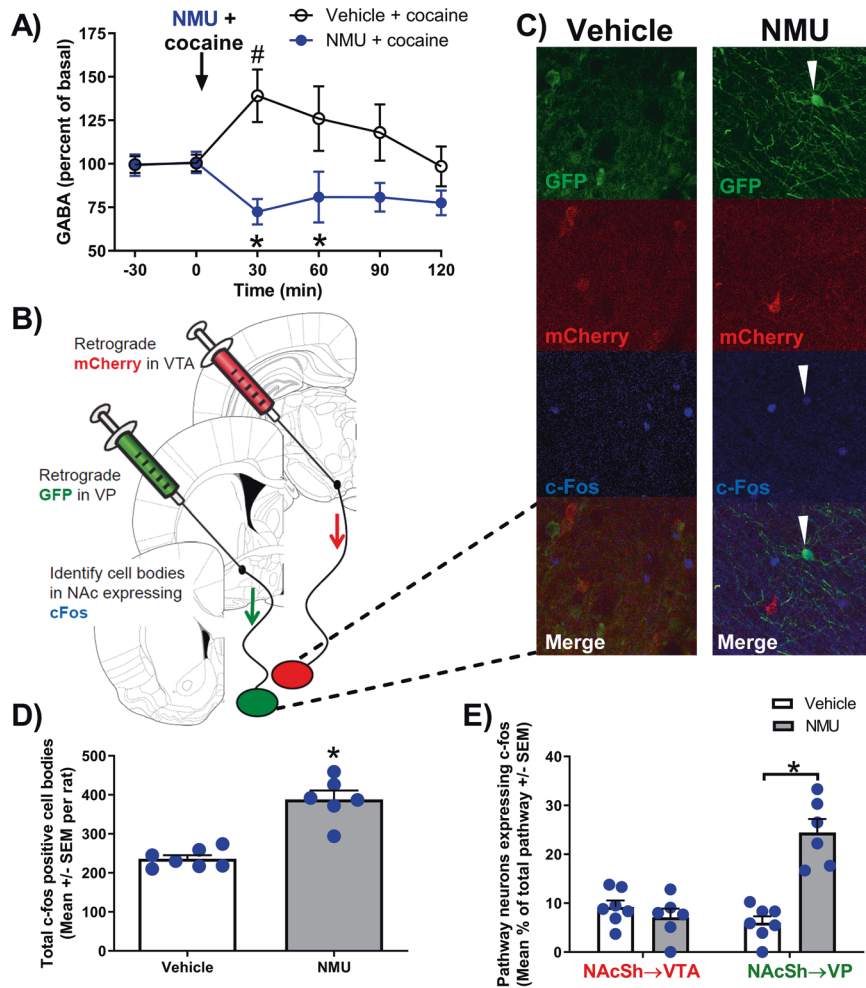 A)
NMU +
cocaine
Vehicle + cocaine
NMU + cocaine
GABA (percent of basal)
175
150
125
100
75
50
#
*
*
-30
0
30
60
90
120
Time (min)
B)
Retrograde
mCherry in VTA
Retrograde
GFP in VP
Identify cell bodies
in NAc expressing
cFos
C)
Vehicle
NMU
GFP
GFP
mCherry
mCherry
c-Fos
c-Fos
Merge
Merge
D)
Total c-fos positive cell bodies
(Mean +/- SEM per rat)
500
400
300
200
100
0
*
Vehicle
NMU
E)
Vehicle
NMU
Pathway neurons expressing c-fos
(Mean % of total pathway +/- SEM)
40
30
20
10
0
*
NAcSh→VTA
NAcSh→VP